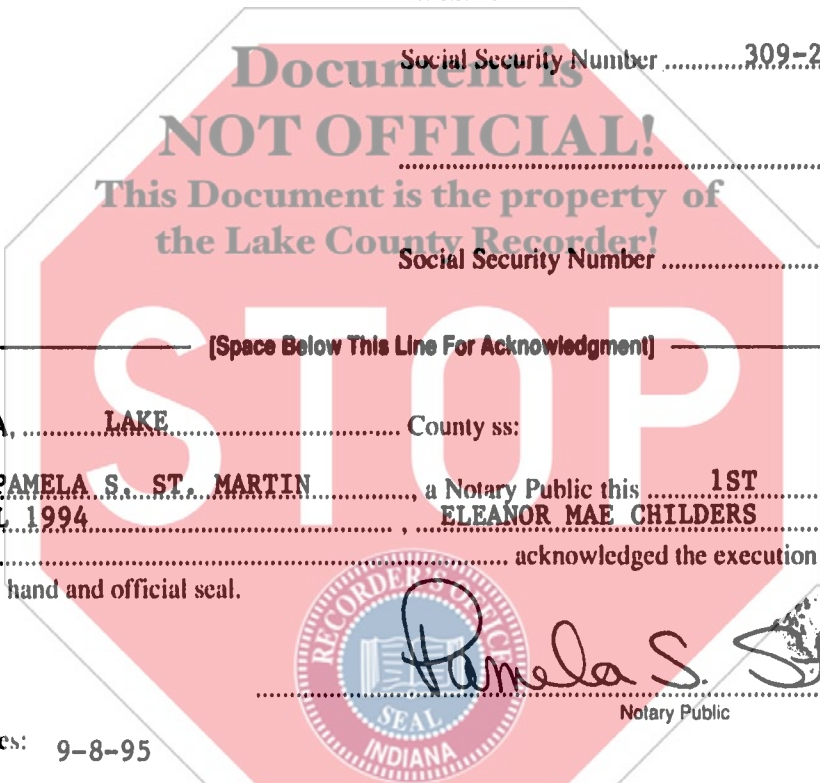 Social Security Number 309-2
Document is
NOT OFFICIAL!
This Document is the property of
the Lake County Recorder!
Social Security Number
[Space Below This Line For Acknowledgment]
A, LAKE County ss:
PAMELA S. ST. MARTIN, a Notary Public this 1ST
L 1994, ELEANOR MAE CHILDERS
acknowledged the execution
hand and official seal.
STOP
RECORDER'S OFFICE
SEAL
INDIANA
Pamela S. S
Notary Public
es: 9-8-95